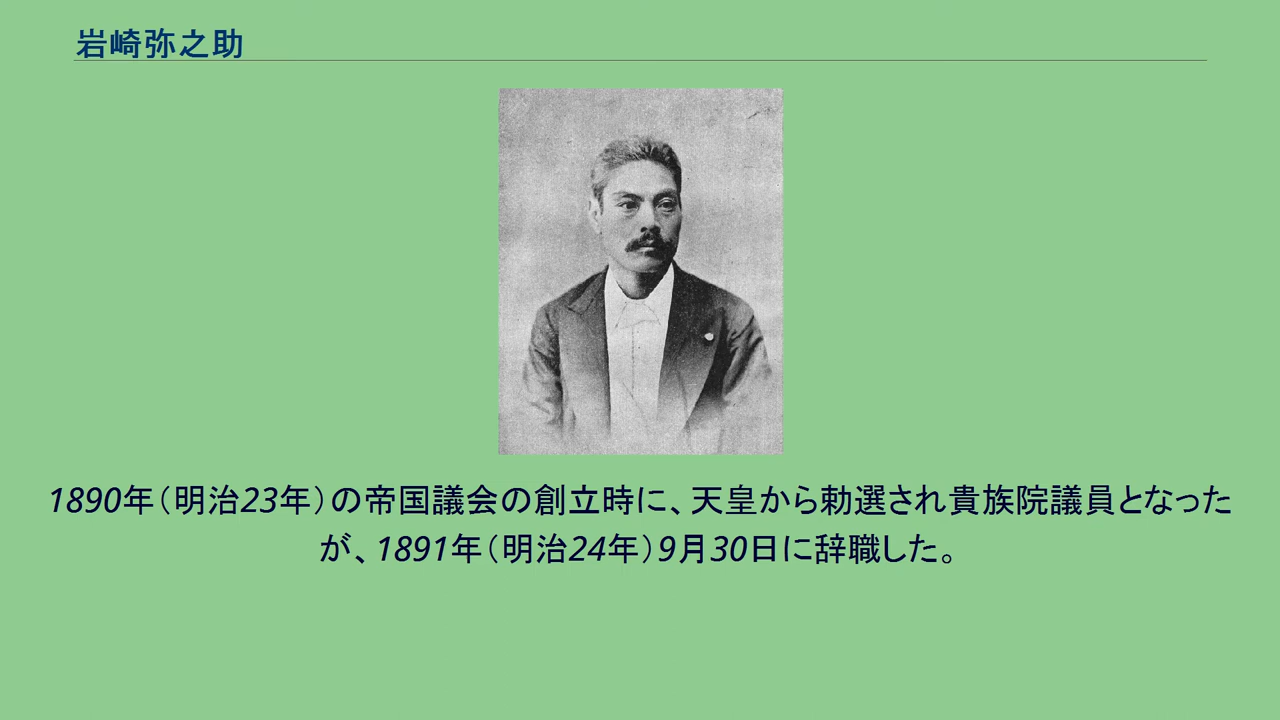 岩崎弥之助
1890年（明治23年）の帝国議会の創立時に、天皇から勅選され貴族院議員となった
が、1891年（明治24年）9月30日に辞職した。